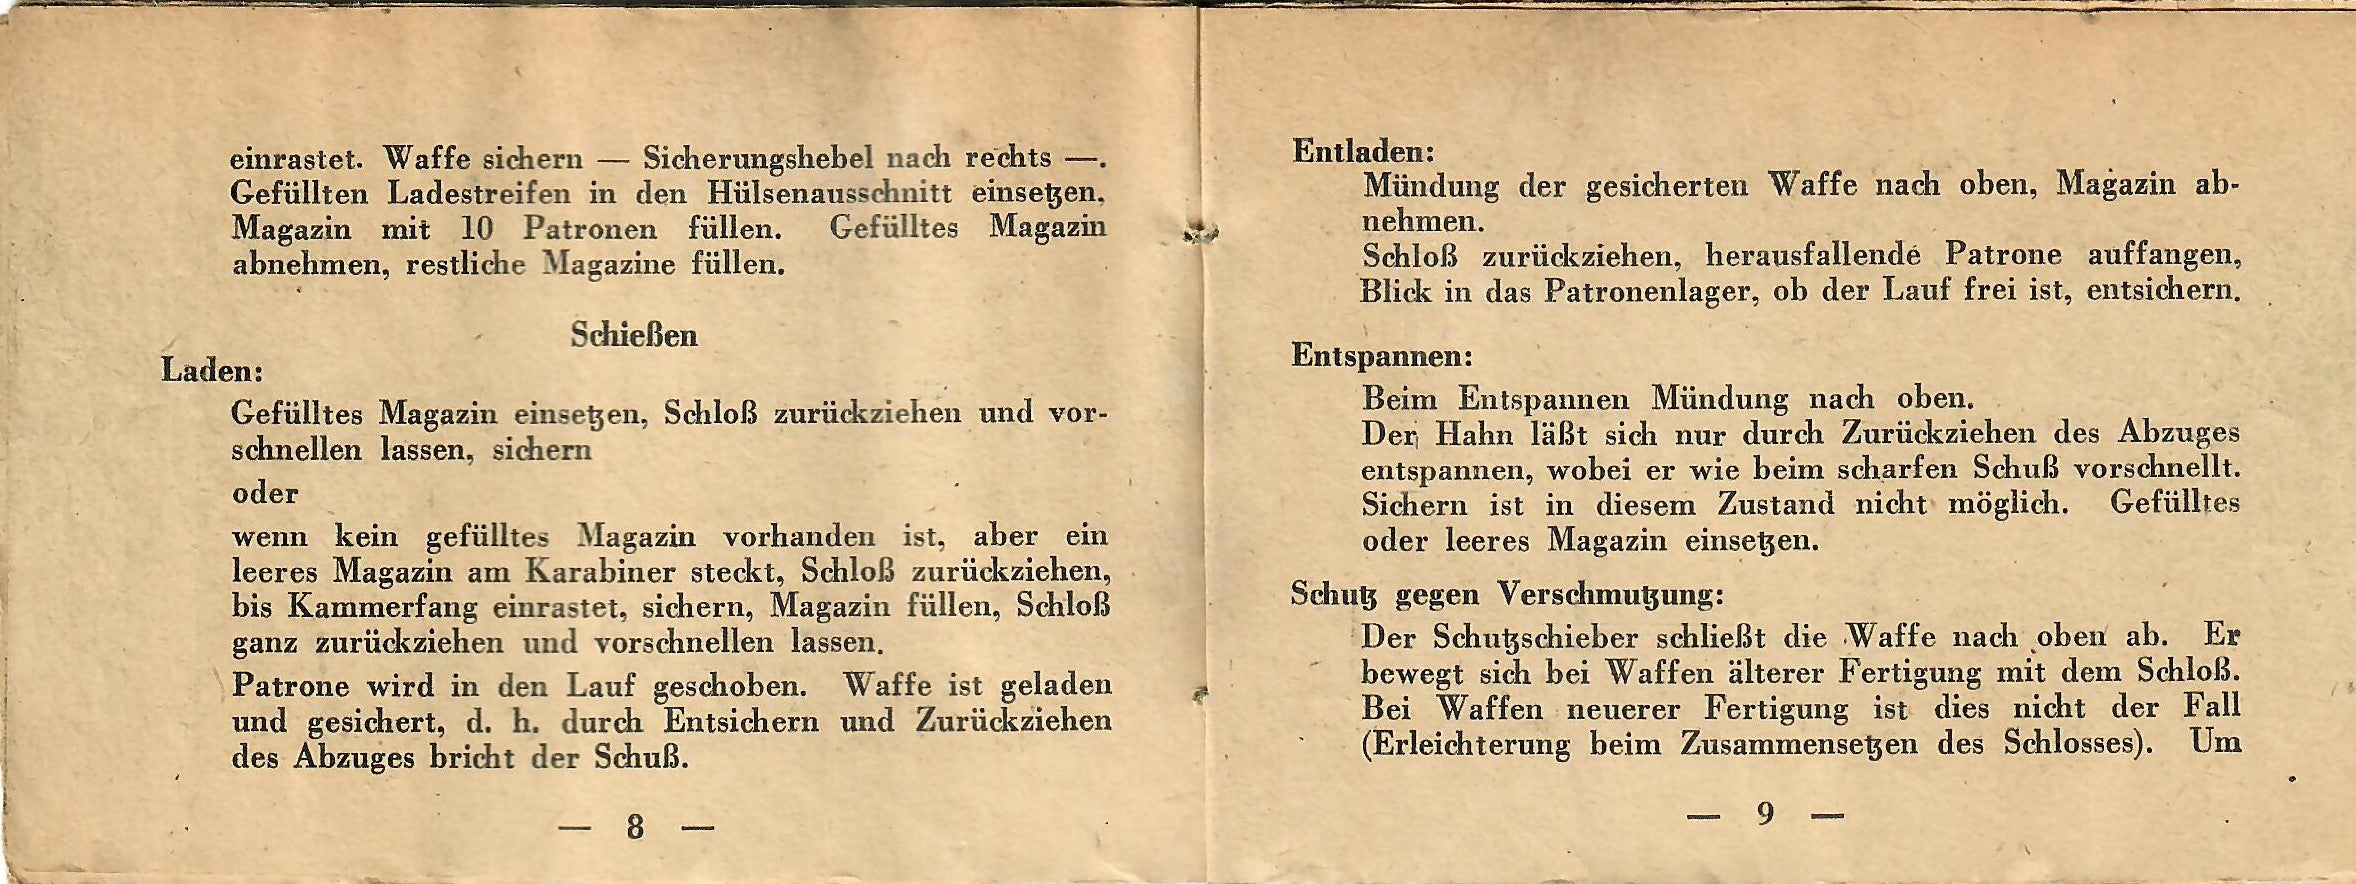 einrastet. Waffe sichern — Sicherungshebel nach rechts —.
Gefüllten Ladestreifen in den Hülsenausschnitt einsetzen.
Magazin mit 10 Patronen füllen. Gefülltes Magazin
abnehmen, restliche Magazine füllen.
Schießen
Laden:
Gefülltes Magazin einsetzen, Schloß zurückziehen und vor-
schnellen lassen, sichern
oder
wenn kein gefülltes Magazin vorhanden ist, aber ein
leeres Magazin am Karabiner steckt, Schloß zurückziehen,
bis Kammerfang einrastet, sichern, Magazin füllen, Schloß
ganz zurückziehen und vorschnellen lassen.
Patrone wird in den Lauf geschoben. Waffe ist geladen
und gesichert, d. h. durch Entsichern und Zurückziehen
des Abzuges bricht der Schuß.
— 8 —
Entladen:
Mündung der gesicherten Waffe nach oben, Magazin ab-
nehmen.
Schloß zurückziehen, herausfallende Patrone auffangen,
Blick in das Patronenlager, ob der Lauf frei ist, entsichern.
Entspannen:
Beim Entspannen Mündung nach oben.
Der Hahn läßt sich nur durch Zurückziehen des Abzuges
entspannen, wobei er wie beim scharfen Schuß vorschnellt.
Sichern ist in diesem Zustand nicht möglich. Gefülltes
oder leeres Magazin einsetzen.
Schutz gegen Verschmutzung:
Der Schutzschieber schließt die Waffe nach oben ab. Er
bewegt sich bei Waffen älterer Fertigung mit dem Schloß.
Bei Waffen neuerer Fertigung ist dies nicht der Fall
(Erleichterung beim Zusammensetzen des Schlosses). Um
— 9 —